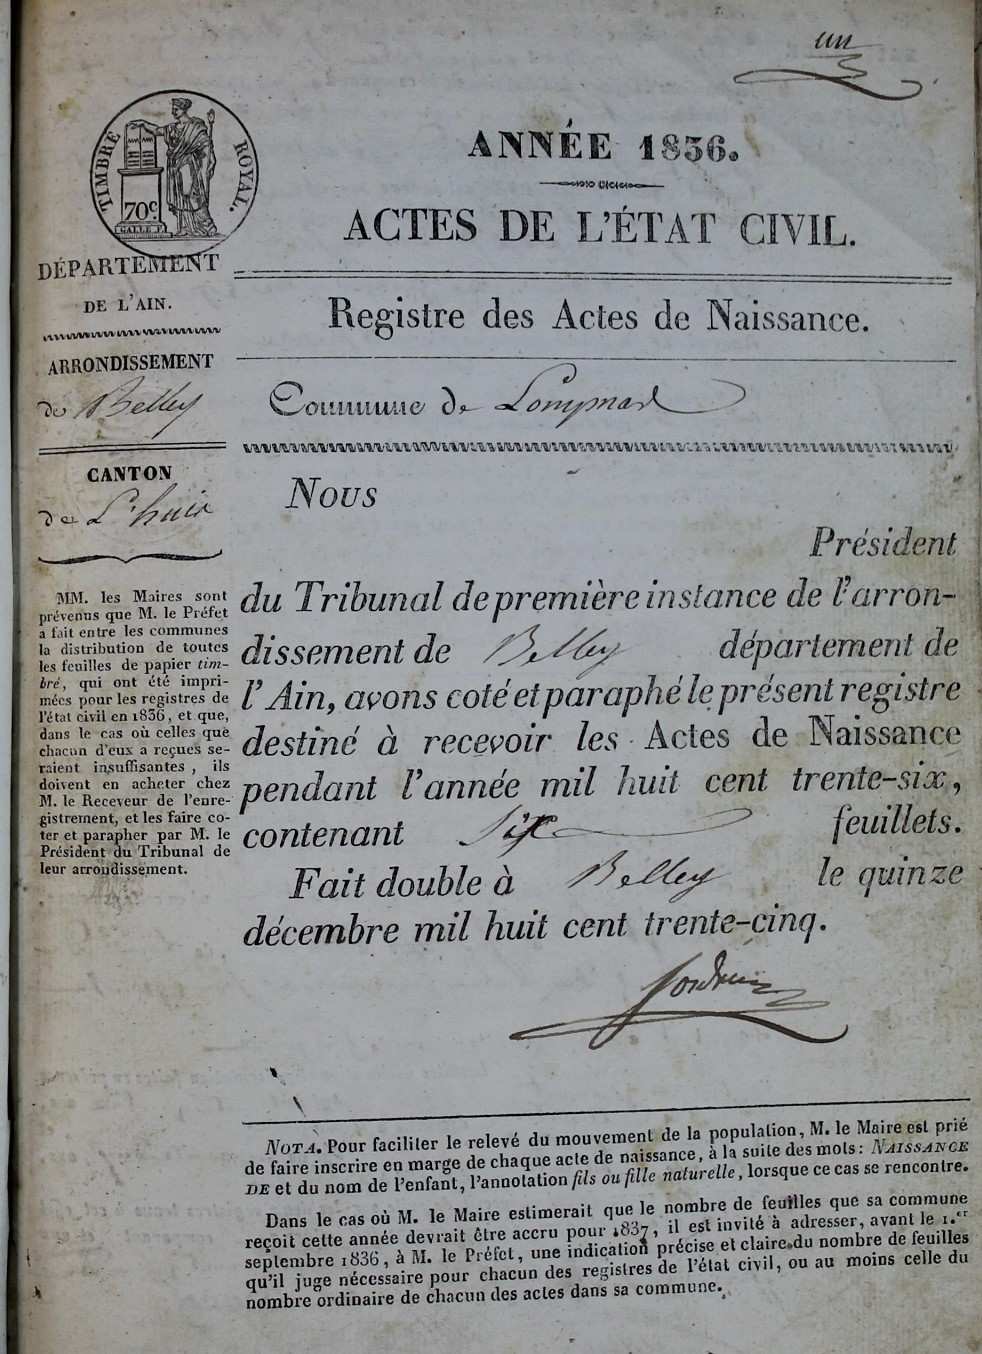 un
TIMBRE ROYAL.
70c
GALLE F.
ANNÉE 1836.
ACTES DE L'ÉTAT CIVIL.
DÉPARTEMENT
DE L'AIN.
ARRONDISSEMENT
de Belley
CANTON
de L'huis
MM. les Maires sont
prévenus que M. le Préfet
a fait entre les communes
la distribution de toutes
les feuilles de papier tim-
bré, qui ont été impri-
mées pour les registres de
l'état civil en 1836, et que,
dans le cas où celles que
chacun d'eux a reçues se-
raient insuffisantes, ils
doivent en acheter chez
M. le Receveur de l'enre-
gistrement, et les faire co-
ter et parapher par M. le
Président du Tribunal de
leur arrondissement.
Registre des Actes de Naissance.
Commune de
Nous
Président
du Tribunal de première instance de l'arron-
dissement de Belley département de
l'Ain, avons coté et paraphé le présent registre
destiné à recevoir les Actes de Naissance
pendant l'année mil huit cent trente-six,
contenant six feuillets.
Fait double à Belley le quinze
décembre mil huit cent trente-cinq.
NOTA. Pour faciliter le relevé du mouvement de la population, M. le Maire est prié
de faire inscrire en marge de chaque acte de naissance, à la suite des mots: NAISSANCE
DE et du nom de l'enfant, l'annotation fils ou fille naturelle, lorsque ce cas se rencontre.
Dans le cas où M. le Maire estimerait que le nombre de feuilles que sa commune
reçoit cette année devrait être accru pour 1837, il est invité à adresser, avant le 1.er
septembre 1836, à M. le Préfet, une indication précise et claire du nombre de feuilles
qu'il juge nécessaire pour chacun des registres de l'état civil, ou au moins celle du
nombre ordinaire de chacun des actes dans sa commune.